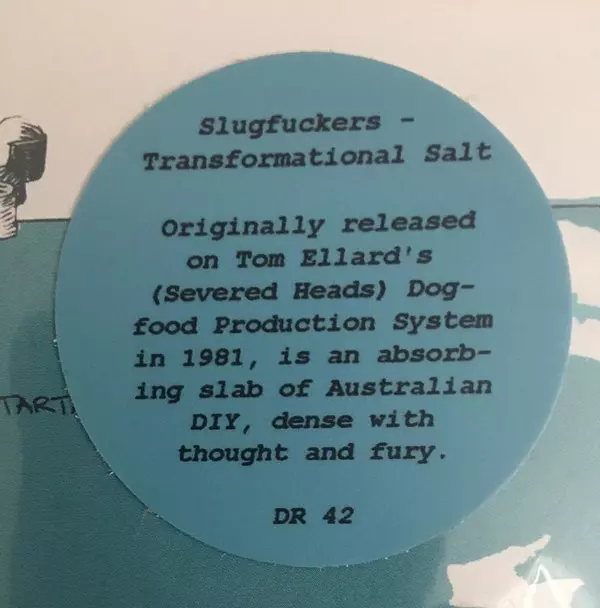 Slugfuckers -
Transformational Salt
Originally released
on Tom Ellard's
(Severed Heads) Dog-
food Production System
in 1981, is an absorb-
ing slab of Australian
DIY, dense with
thought and fury.
DR 42